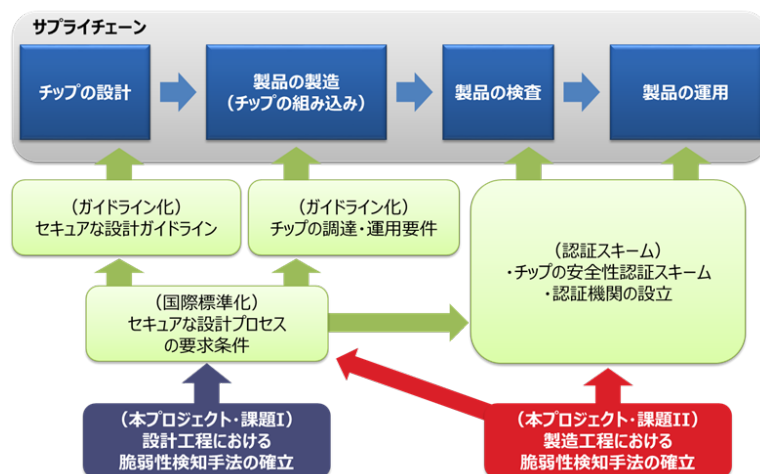 サプライチェーン
チップの設計
製品の製造
(チップの組み込み)
製品の検査
製品の運用
(ガイドライン化)
セキュアな設計ガイドライン
(ガイドライン化)
チップの調達・運用要件
(認証スキーム)
・チップの安全性認証スキーム
・認証機関の設立
(国際標準化)
セキュアな設計プロセス
の要求条件
(本プロジェクト・課題I)
設計工程における
脆弱性検知手法の確立
(本プロジェクト・課題II)
製造工程における
脆弱性検知手法の確立